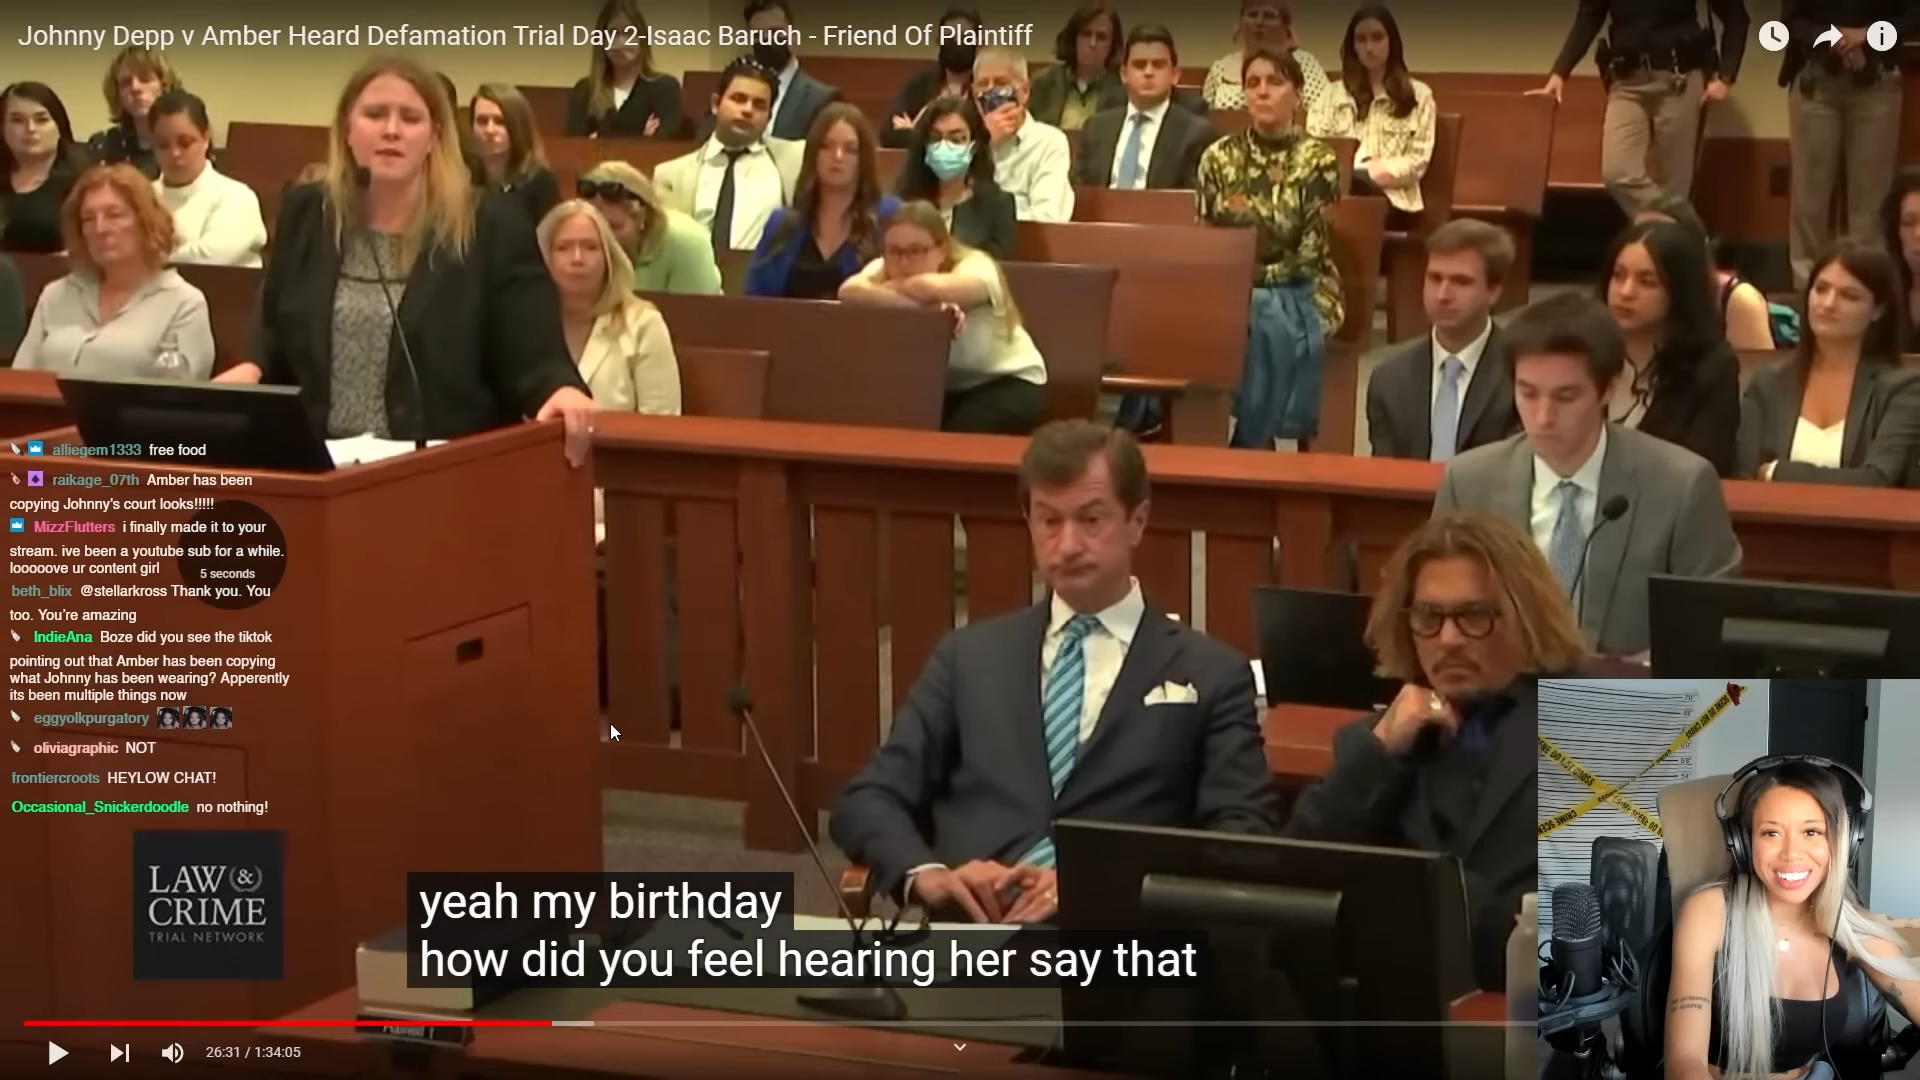 Johnny Depp v Amber Heard Defamation Trial Day 2-Isaac Baruch - Friend Of Plaintiff
alliegem1333 free food
raikage_07th Amber has been
copying Johnny's court looks!!!!!
MizzFlutters i finally made it to your
stream. ive been a youtube sub for a while.
looooove ur content girl
5 seconds
beth_blix @stellarkross Thank you. You
too. You're amazing
IndieAna Boze did you see the tiktok
pointing out that Amber has been copying
what Johnny has been wearing? Apperently
its been multiple things now
eggyolkpurgatory
oliviagraphic NOT
frontiercroots HEYLOW CHAT!
Occasional_Snickerdoodle no nothing!
LAW &
CRIME
TRIAL NETWORK
yeah my birthday
how did you feel hearing her say that
26:31 / 1:34:05